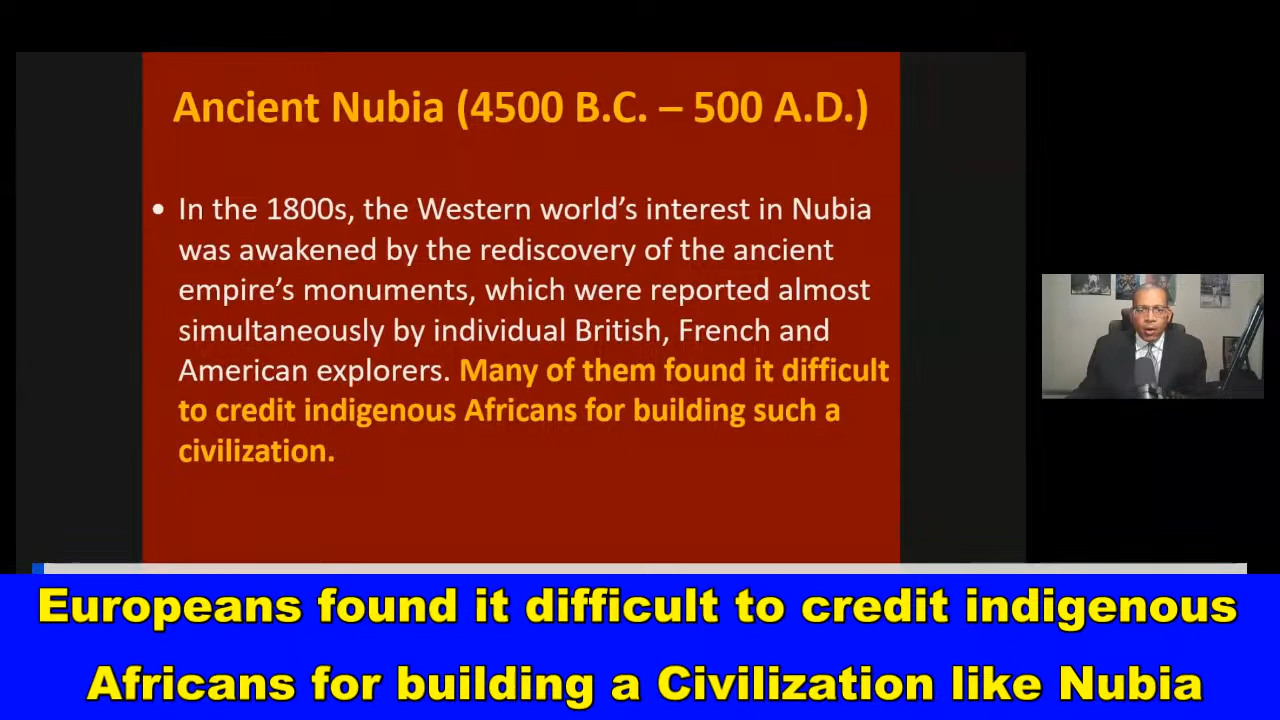 Ancient Nubia (4500 B.C. – 500 A.D.)
• In the 1800s, the Western world’s interest in Nubia
was awakened by the rediscovery of the ancient
empire’s monuments, which were reported almost
simultaneously by individual British, French and
American explorers. Many of them found it difficult
to credit indigenous Africans for building such a
civilization.
Europeans found it difficult to credit indigenous
Africans for building a Civilization like Nubia